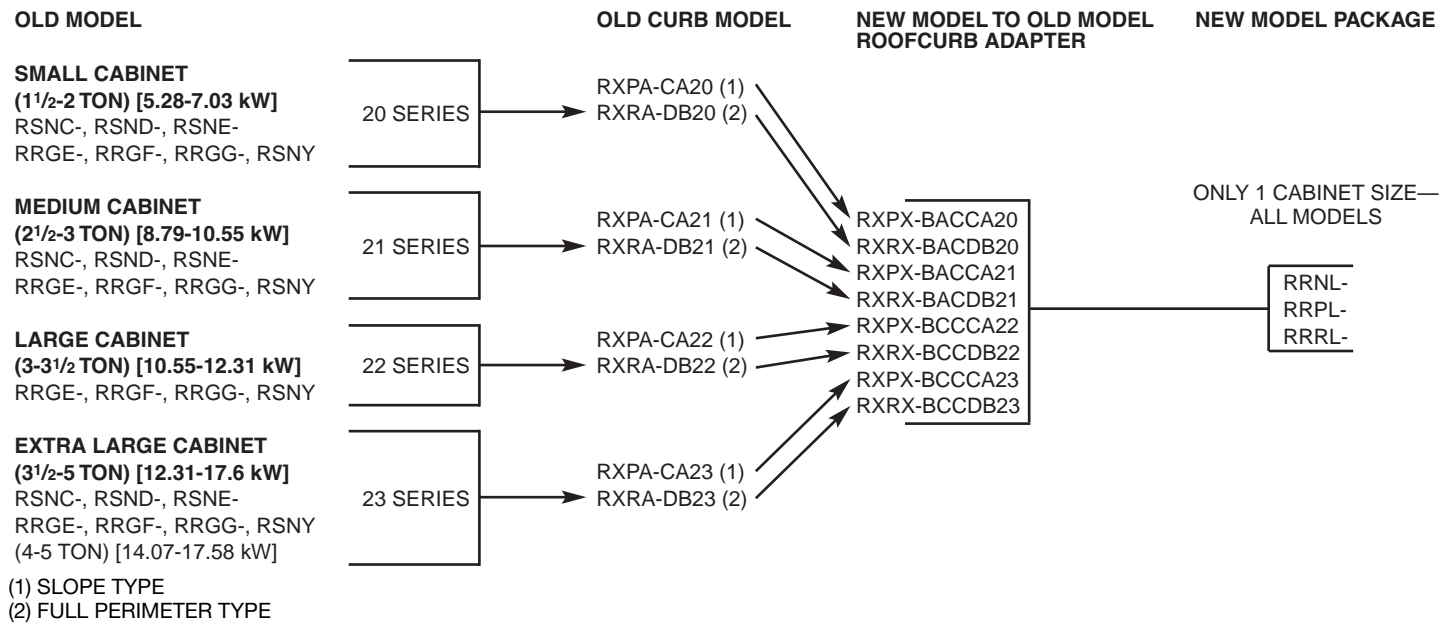 OLD MODEL
OLD CURB MODEL
NEW MODEL TO OLD MODEL
ROOFCURB ADAPTER
NEW MODEL PACKAGE
SMALL CABINET
(1 1/2-2 TON) [5.28-7.03 kW]
RSNC-, RSND-, RSNE-
RRGE-, RRGF-, RRGG-, RSNY
20 SERIES
RXPA-CA20 (1)
RXRA-DB20 (2)
MEDIUM CABINET
(2 1/2-3 TON) [8.79-10.55 kW]
RSNC-, RSND-, RSNE-
RRGE-, RRGF-, RRGG-, RSNY
21 SERIES
RXPA-CA21 (1)
RXRA-DB21 (2)
LARGE CABINET
(3-3 1/2 TON) [10.55-12.31 kW]
RRGE-, RRGF-, RRGG-, RSNY
22 SERIES
RXPA-CA22 (1)
RXRA-DB22 (2)
EXTRA LARGE CABINET
(3 1/2-5 TON) [12.31-17.6 kW]
RSNC-, RSND-, RSNE-
RRGE-, RRGF-, RRGG-, RSNY
(4-5 TON) [14.07-17.58 kW]
23 SERIES
RXPA-CA23 (1)
RXRA-DB23 (2)
RXPX-BACCA20
RXRX-BACDB20
RXPX-BACCA21
RXRX-BACDB21
RXPX-BCCCA22
RXRX-BCCDB22
RXPX-BCCCA23
RXRX-BCCDB23
ONLY 1 CABINET SIZE—
ALL MODELS
RRNL-
RRPL-
RRRL-
(1) SLOPE TYPE
(2) FULL PERIMETER TYPE